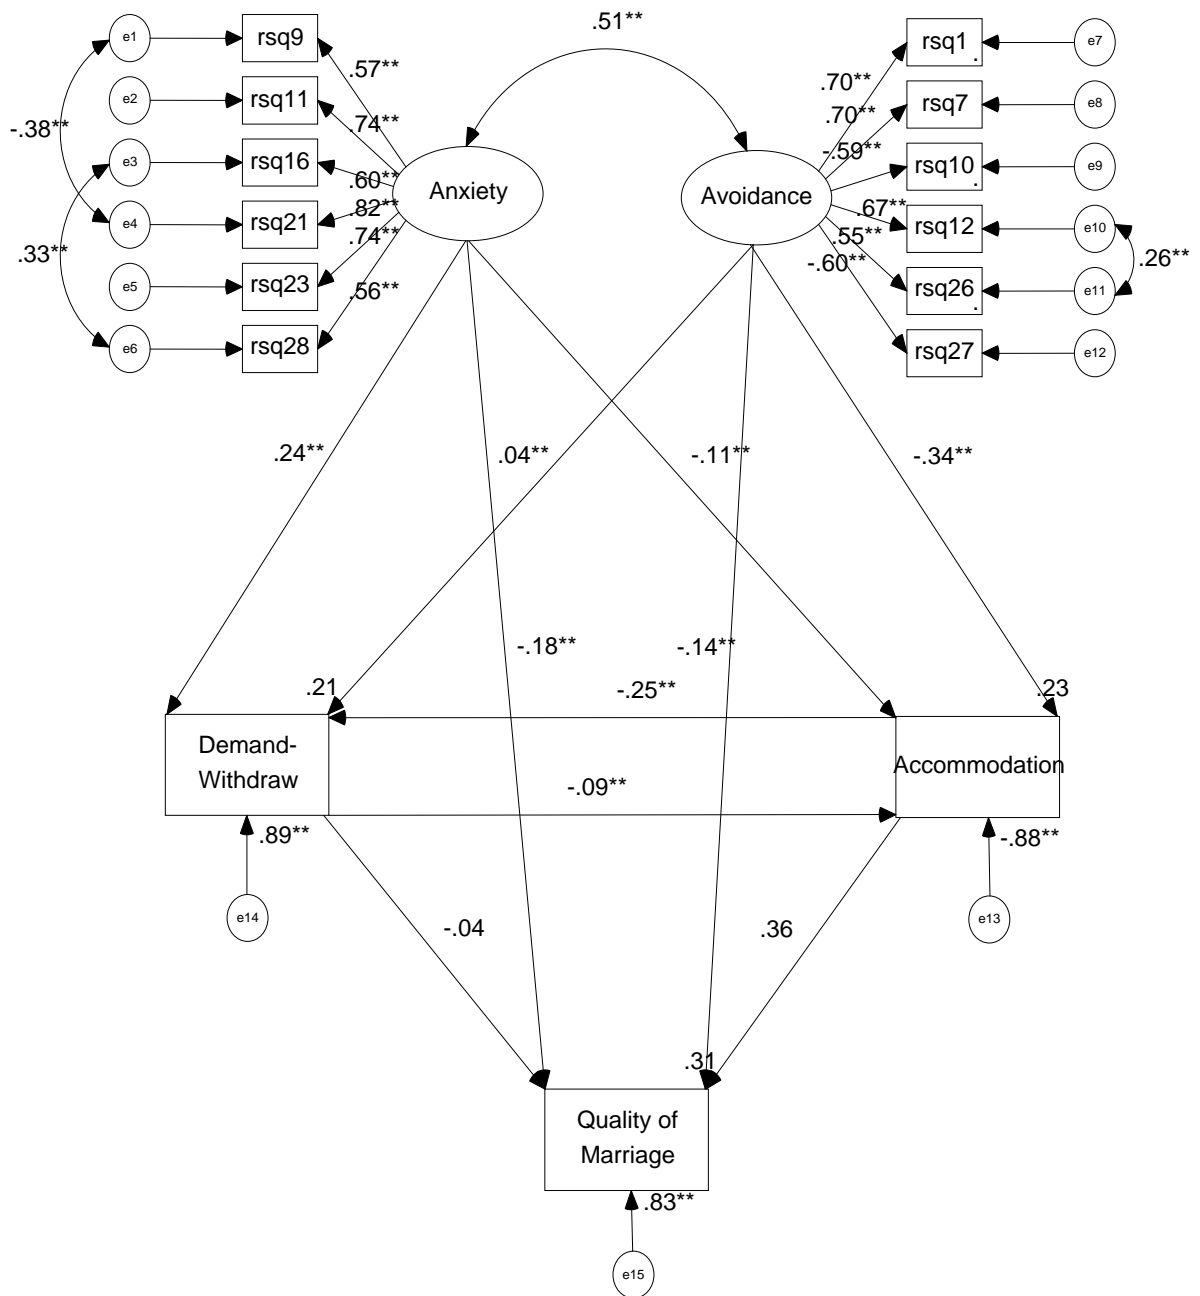 .51**
e1
rsq9
.57**
e2
rsq11
.74**
-.38**
e3
rsq16
.60**
Anxiety
e4
rsq21
.82**
.33**
.74**
e5
rsq23
.56**
e6
rsq28
rsq1
.
e7
.70**
rsq7
e8
.70**
-.59**
rsq10
.
e9
Avoidance
.67**
rsq12
e10
.55**
.26**
-.60**
rsq26
.
e11
rsq27
e12
.24**
.04**
-.11**
-.34**
-.18**
-.14**
.21
-.25**
.23
Demand-
Withdraw
Accommodation
-.09**
.89**
-.88**
e14
e13
-.04
.36
.31
Quality of
Marriage
.83**
e15